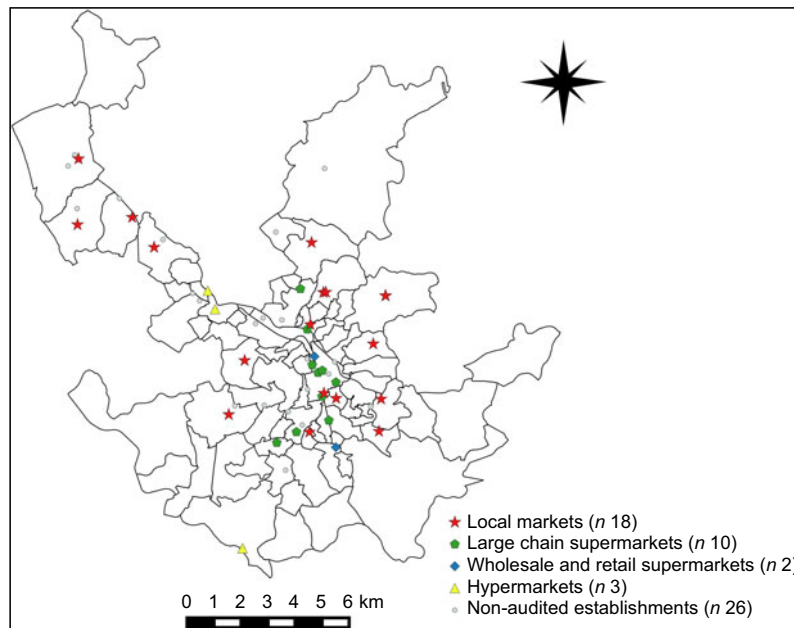 Local markets (n 18)
Large chain supermarkets (n 10)
Wholesale and retail supermarkets (n 2)
Hypermarkets (n 3)
Non-audited establishments (n 26)
0 1 2 3 4 5 6 km